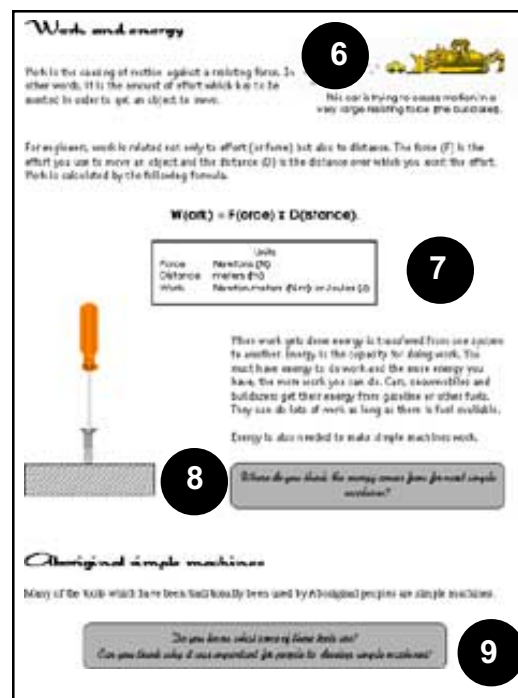 Work and energy
6
Work is the causing of motion against a resisting force. In
other words, it is the amount of effort which has to be
exerted in order to get an object to move.
This car is trying to cause motion in a
very large resisting force (the bulldozer).
For engineers, work is related not only to effort (or force) but also to distance. The force (F) is the
effort you use to move an object and the distance (D) is the distance over which you exert the effort.
Work is calculated by the following formula.
W(ork) = F(orce) x D(istance).
Units
Force Newtons (N)
Distance meters (m)
Work Newton-meters (N·m) or Joules (J)
7
When work gets done energy is transferred from one system
to another. Energy is the capacity for doing work. You
must have energy to do work and the more energy you
have, the more work you can do. Cars, snowmobiles and
bulldozers get their energy from gasoline or other fuels.
They can do lots of work as long as there is fuel available.
Energy is also needed to make simple machines work.
8
Where do you think the energy comes from for most simple
machines?
Aboriginal simple machines
Many of the tools which have been traditionally been used by Aboriginal peoples are simple machines.
Do you know what some of these tools are?
Can you think why it was important for people to develop simple machines?
9